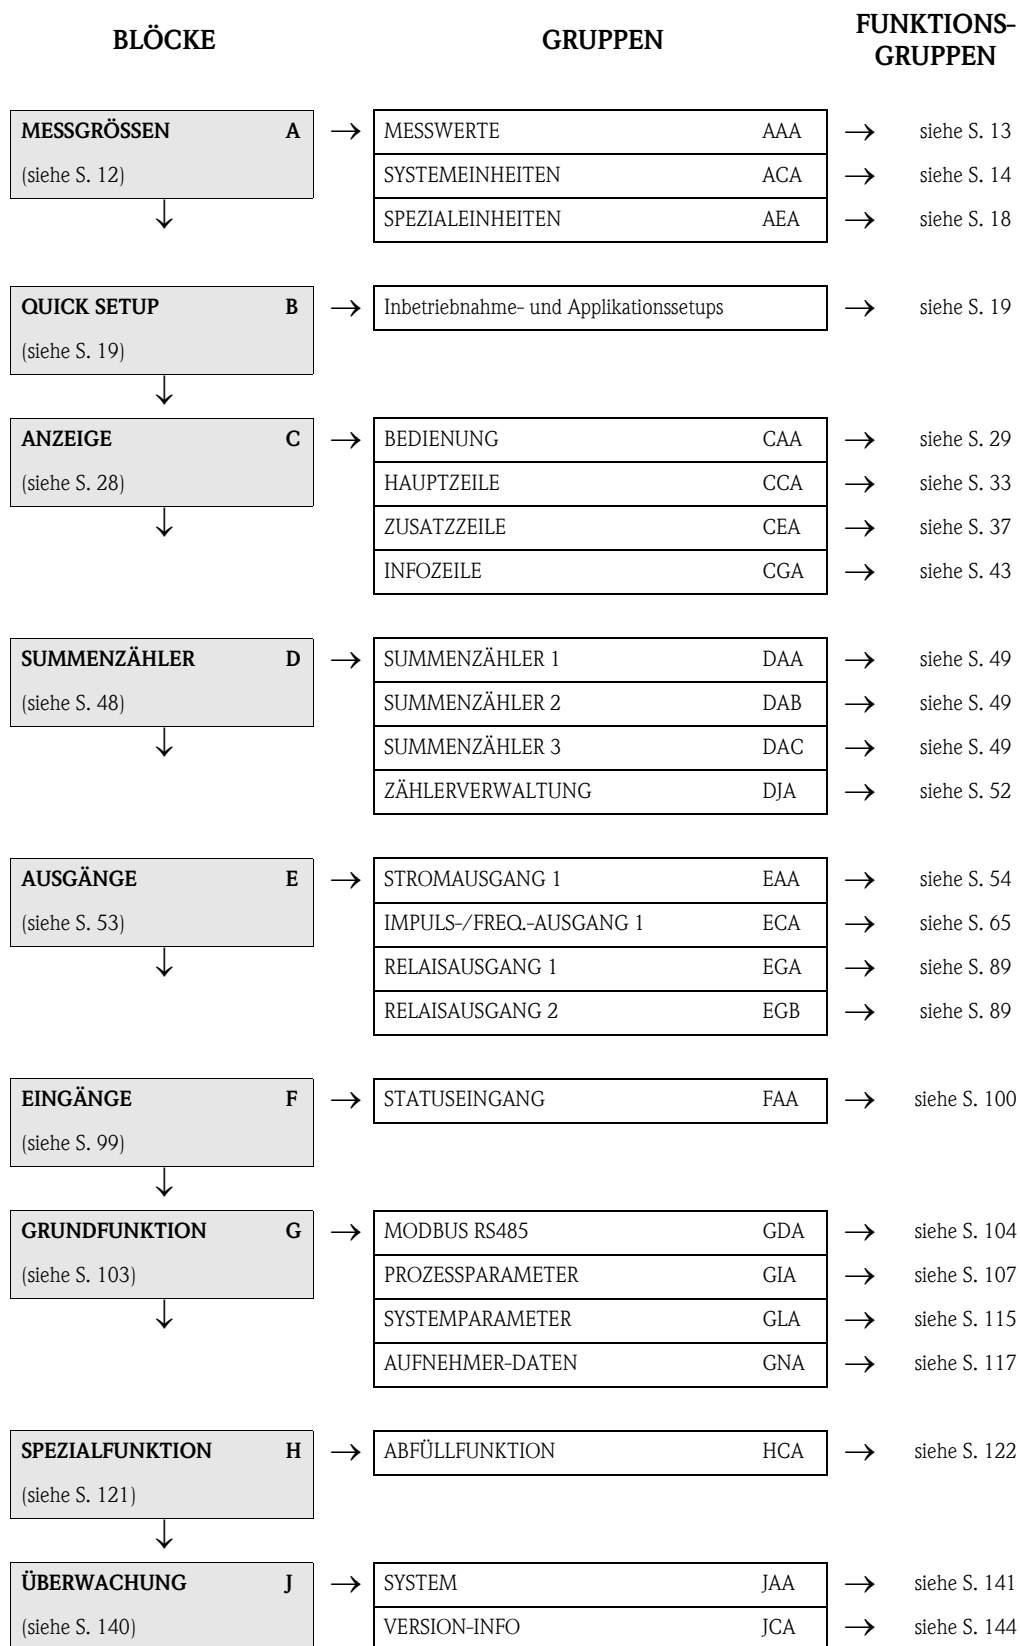 BLÖCKE GRUPPEN FUNKTIONS-
GRUPPEN
MESSGRÖSSEN A → MESSWERTE AAA → siehe S. 13
(siehe S. 12) SYSTEMEINHEITEN ACA → siehe S. 14
↓ SPEZIALEINHEITEN AEA → siehe S. 18
QUICK SETUP B → Inbetriebnahme- und Applikationssetups → siehe S. 19
(siehe S. 19)
↓
ANZEIGE C → BEDIENUNG CAA → siehe S. 29
(siehe S. 28) HAUPTZEILE CCA → siehe S. 33
↓ ZUSATZZEILE CEA → siehe S. 37
INFOZEILE CGA → siehe S. 43
SUMMENZÄHLER D → SUMMENZÄHLER 1 DAA → siehe S. 49
(siehe S. 48) SUMMENZÄHLER 2 DAB → siehe S. 49
↓ SUMMENZÄHLER 3 DAC → siehe S. 49
ZÄHLERVERWALTUNG DJA → siehe S. 52
AUSGÄNGE E → STROMAUSGANG 1 EAA → siehe S. 54
(siehe S. 53) IMPULS-/FREQ.-AUSGANG 1 ECA → siehe S. 65
↓ RELAISAUSGANG 1 EGA → siehe S. 89
RELAISAUSGANG 2 EGB → siehe S. 89
EINGÄNGE F → STATUSEINGANG FAA → siehe S. 100
(siehe S. 99)
↓
GRUNDFUNKTION G → MODBUS RS485 GDA → siehe S. 104
(siehe S. 103) PROZESSPARAMETER GIA → siehe S. 107
↓ SYSTEMPARAMETER GLA → siehe S. 115
AUFNEHMER-DATEN GNA → siehe S. 117
SPEZIALFUNKTION H → ABFÜLLFUNKTION HCA → siehe S. 122
(siehe S. 121)
↓
ÜBERWACHUNG J → SYSTEM JAA → siehe S. 141
(siehe S. 140) VERSION-INFO JCA → siehe S. 144